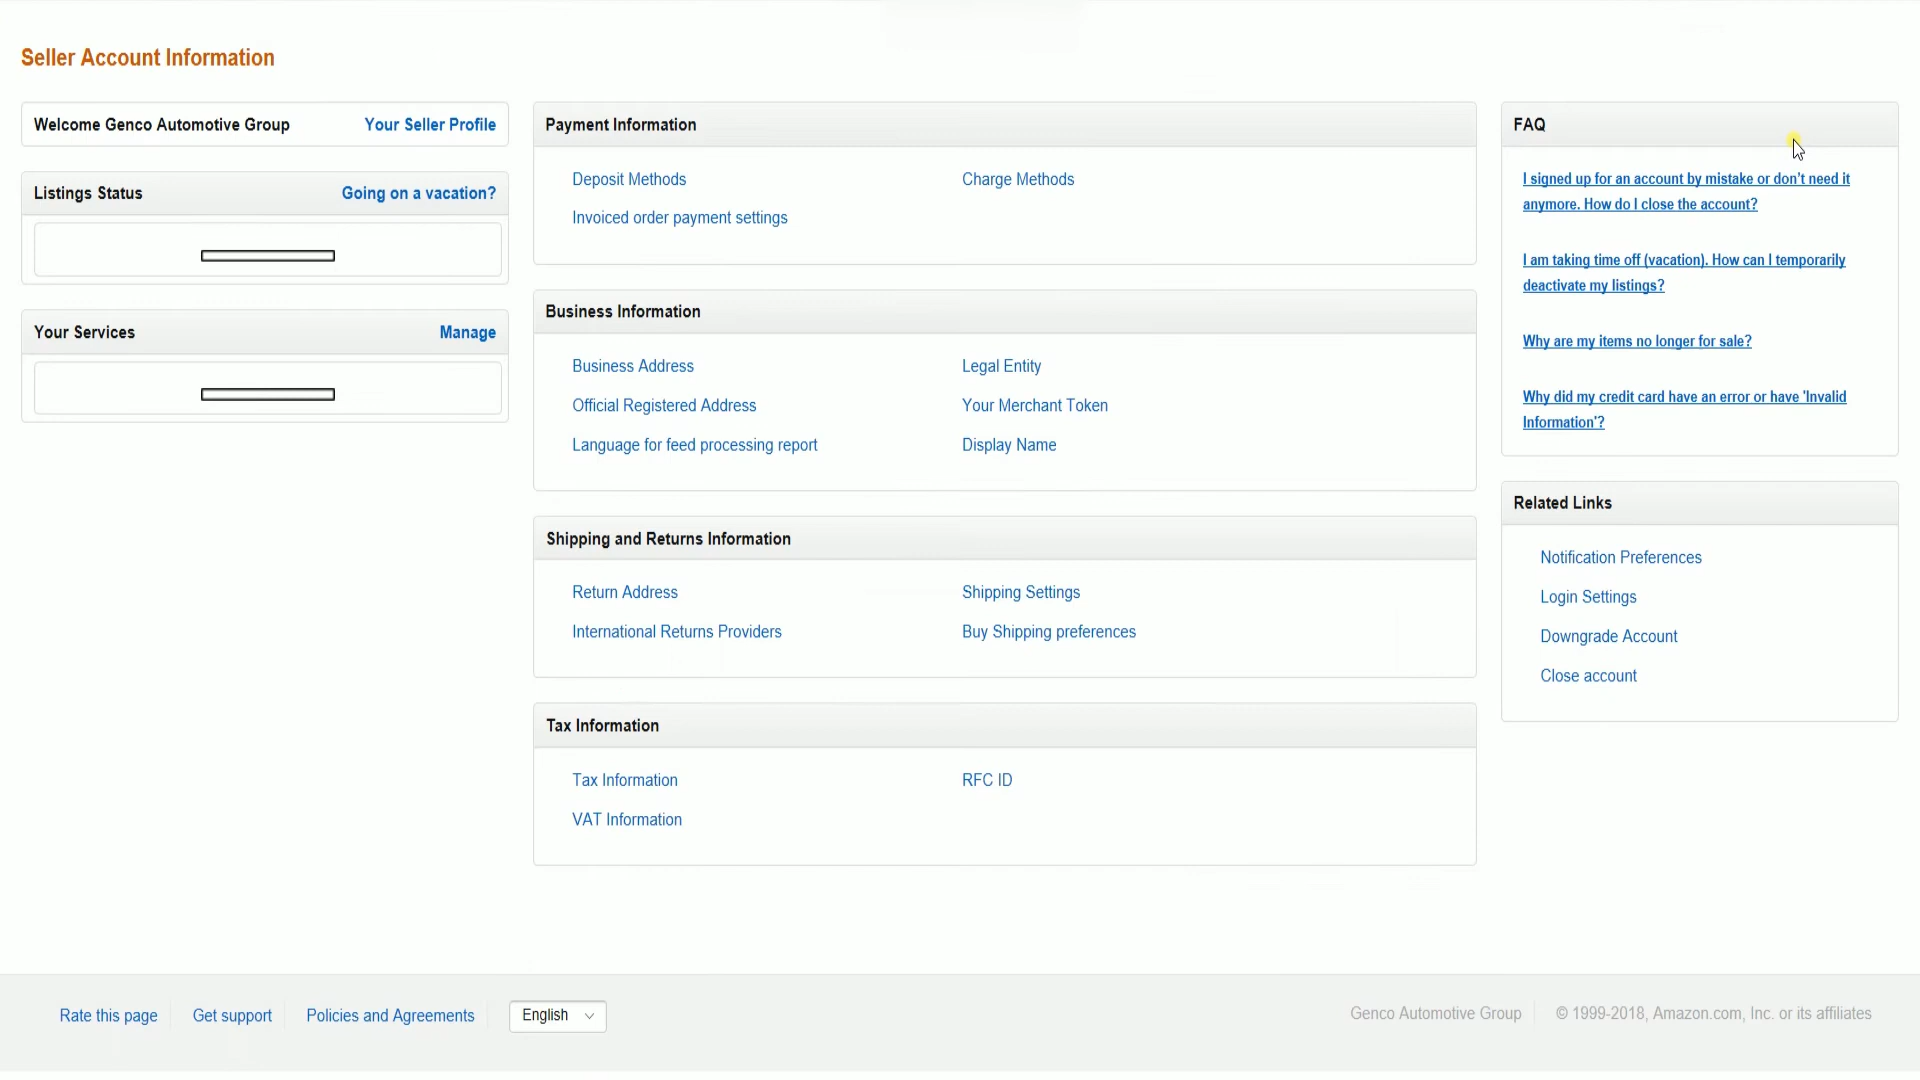 Seller Account Information
Welcome Genco Automotive Group Your Seller Profile
Listings Status Going on a vacation?
Your Services Manage
Payment Information
Deposit Methods Charge Methods
Invoiced order payment settings
Business Information
Business Address Legal Entity
Official Registered Address Your Merchant Token
Language for feed processing report Display Name
Shipping and Returns Information
Return Address Shipping Settings
International Returns Providers Buy Shipping preferences
Tax Information
Tax Information RFC ID
VAT Information
FAQ
I signed up for an account by mistake or don't need it
anymore. How do I close the account?
I am taking time off (vacation). How can I temporarily
deactivate my listings?
Why are my items no longer for sale?
Why did my credit card have an error or have 'Invalid
Information'?
Related Links
Notification Preferences
Login Settings
Downgrade Account
Close account
Rate this page Get support Policies and Agreements English Genco Automotive Group © 1999-2018, Amazon.com, Inc. or its affiliates